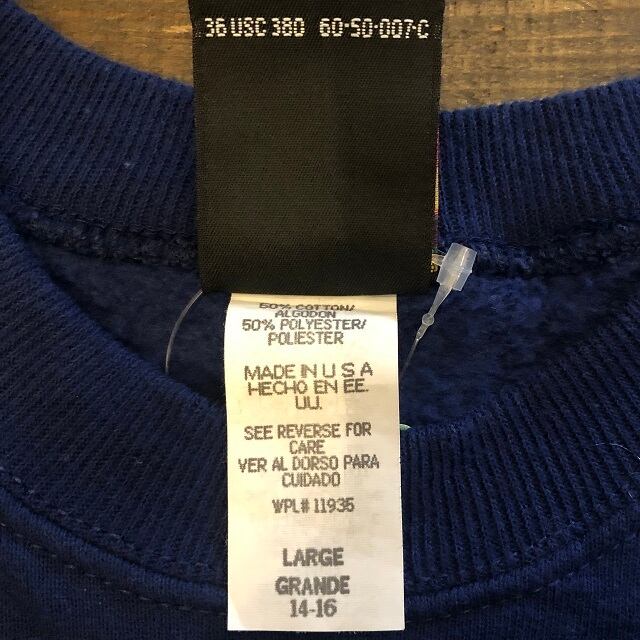 36 USC 380 60-50-007-C
50% COTTON/
ALGODON
50% POLYESTER/
POLIESTER
MADE IN U S A
HECHO EN EE.
UU.
SEE REVERSE FOR
CARE
VER AL DORSO PARA
CUIDADO
WPL# 11935
LARGE
GRANDE
14-16